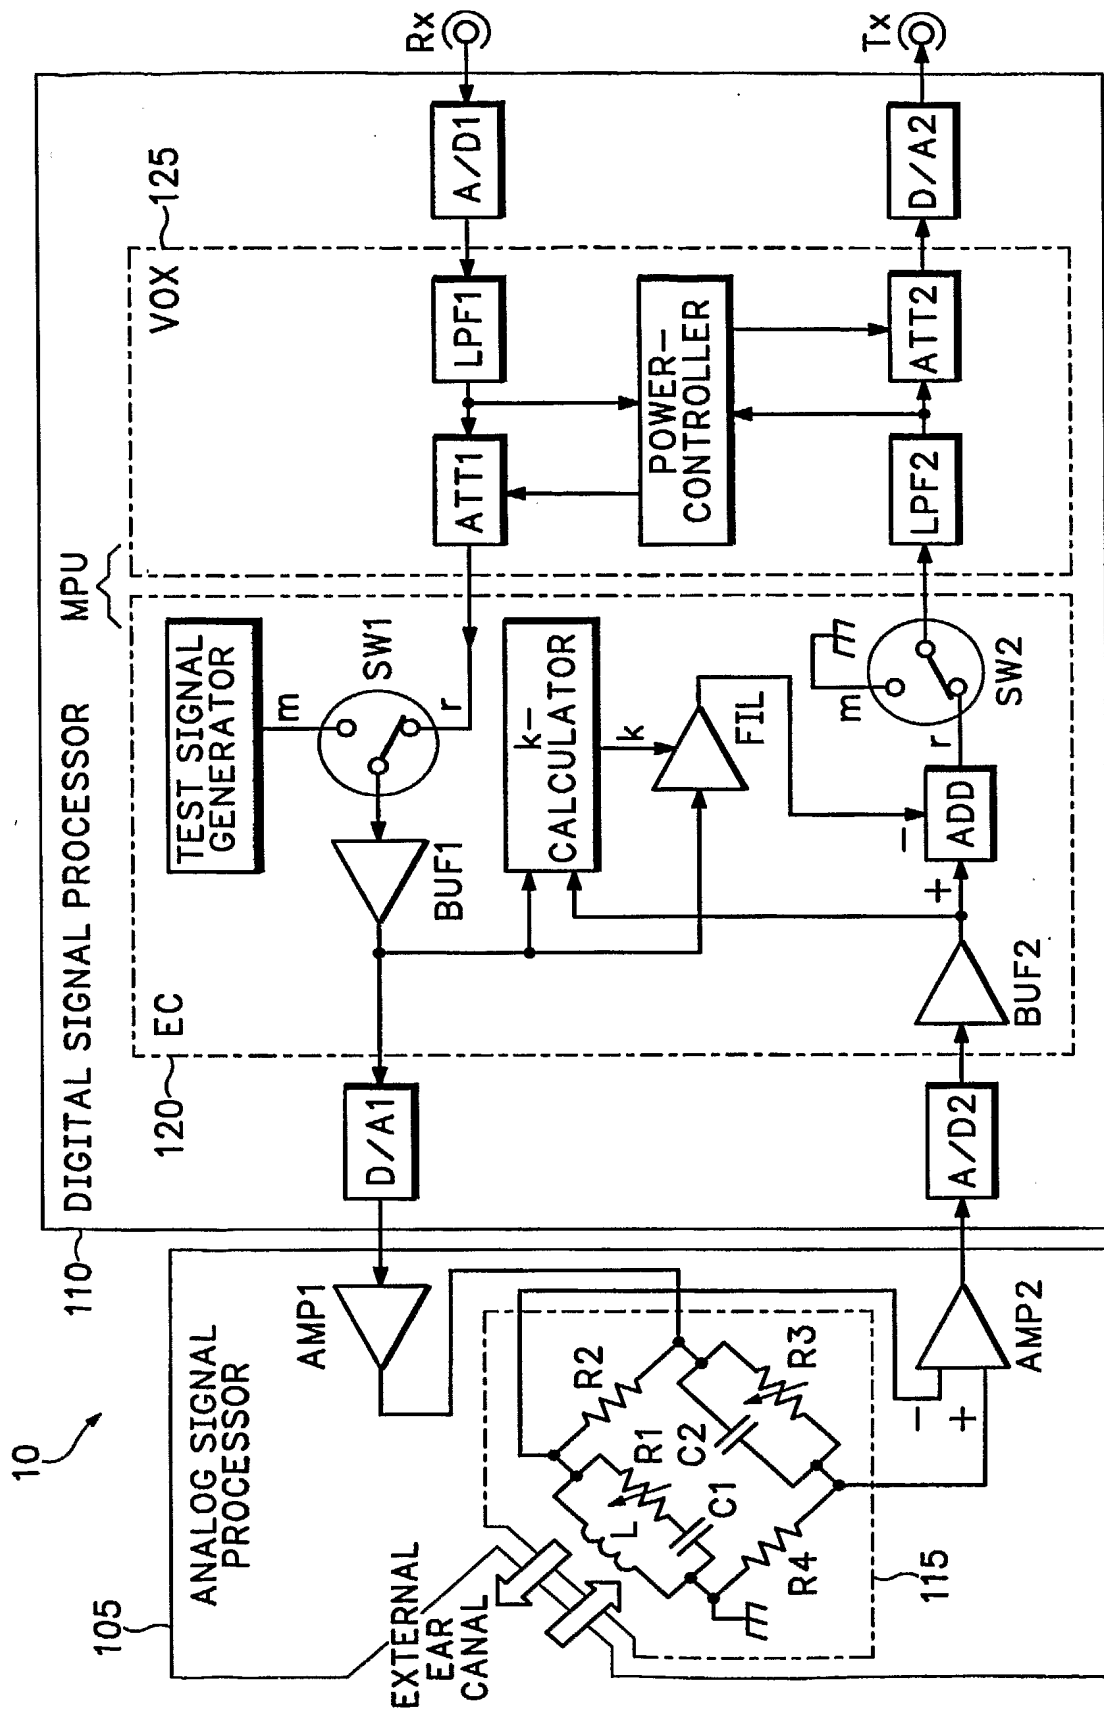 10
110 DIGITAL SIGNAL PROCESSOR
MPU
105
ANALOG SIGNAL
PROCESSOR
120
EC
VOX
125
TEST SIGNAL
GENERATOR
m
SW1
r
AMP1
D/A1
BUF1
ATT1
LPF1
A/D1
Rx
EXTERNAL
EAR
CANAL
R2
L
R1
C1
C2
R3
R4
115
k-
CALCULATOR
k
FIL
POWER-
CONTROLLER
-
+
AMP2
A/D2
BUF2
+
-
ADD
r
m
SW2
LPF2
ATT2
D/A2
Tx